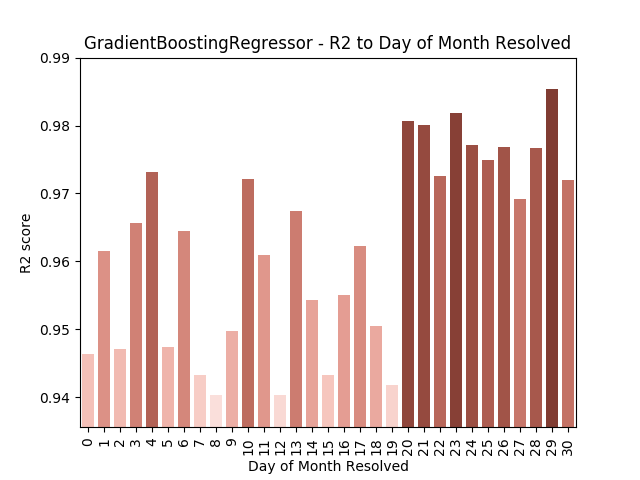 GradientBoostingRegressor - R2 to Day of Month Resolved
0.99
0.98
0.97
0.96
0.95
0.94
R2 score
0 1 2 3 4 5 6 7 8 9 10 11 12 13 14 15 16 17 18 19 20 21 22 23 24 25 26 27 28 29 30
Day of Month Resolved